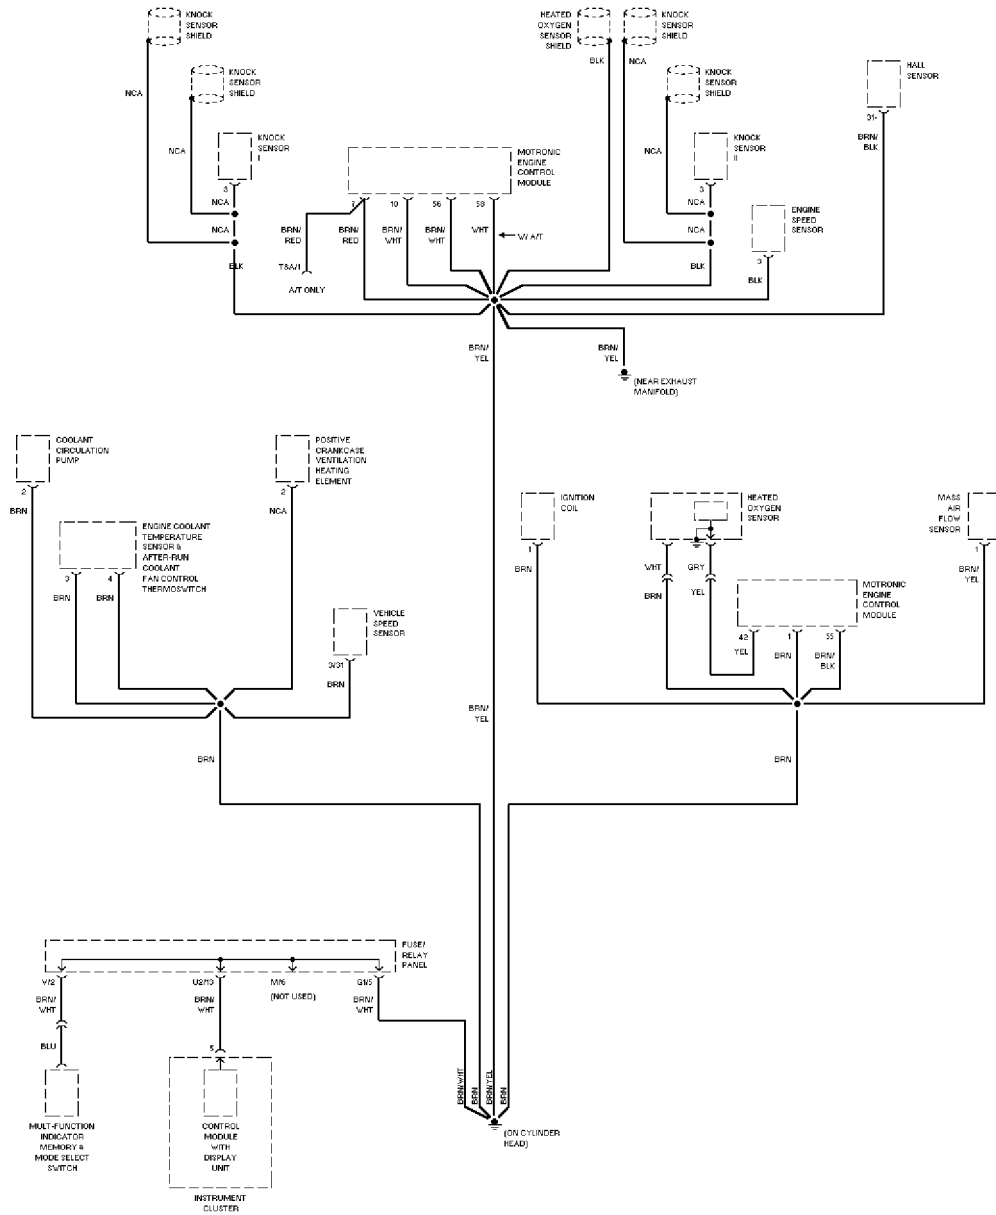 KNOCK
SENSOR
SHIELD
HEATED
OXYGEN
SENSOR
SHIELD
KNOCK
SENSOR
SHIELD
BLK
NCA
HALL
SENSOR
KNOCK
SENSOR
SHIELD
KNOCK
SENSOR
SHIELD
NCA
31-
BRN/
BLK
KNOCK
SENSOR
I
NCA
MOTRONIC
ENGINE
CONTROL
MODULE
KNOCK
SENSOR
II
NCA
3
NCA
10
56
58
3
NCA
ENGINE
SPEED
SENSOR
NCA
BRN/
RED
BRN/
RED
BRN/
WHT
BRN/
WHT
WHT
W/ A/T
NCA
BLK
T8A/1
A/T ONLY
BLK
3
BLK
BRN/
YEL
BRN/
YEL
(NEAR EXHAUST
MANIFOLD)
COOLANT
CIRCULATION
PUMP
POSITIVE
CRANKCASE
VENTILATION
HEATING
ELEMENT
2
BRN
2
NCA
IGNITION
COIL
HEATED
OXYGEN
SENSOR
MASS
AIR
FLOW
SENSOR
ENGINE COOLANT
TEMPERATURE
SENSOR &
AFTER-RUN
COOLANT
FAN CONTROL
THERMOSWITCH
1
BRN
WHT
GRY
1
BRN/
YEL
3
4
BRN
BRN
BRN
YEL
MOTRONIC
ENGINE
CONTROL
MODULE
VEHICLE
SPEED
SENSOR
42
1
55
YEL
BRN
BRN/
BLK
3/31
BRN
BRN/
YEL
BRN
BRN
FUSE/
RELAY
PANEL
V/2
U2/13
M/6
G1/5
BRN/
WHT
BRN/
WHT
(NOT USED)
BRN/
WHT
BLU
5
BRN/WHT
BRN
BRN/YEL
BRN
MULT-FUNCTION
INDICATOR
MEMORY &
MODE SELECT
SWITCH
CONTROL
MODULE
WITH
DISPLAY
UNIT
(ON CYLINDER
HEAD)
INSTRUMENT
CLUSTER